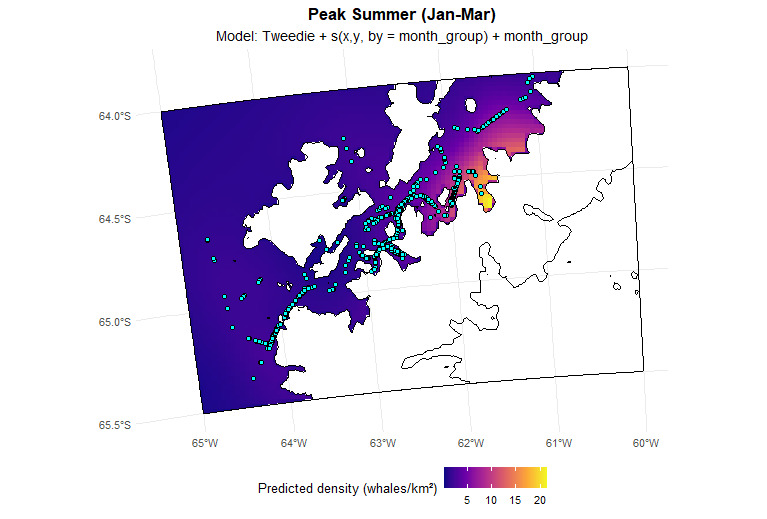 Peak Summer (Jan-Mar)
Model: Tweedie + s(x,y, by = month_group) + month_group
64.0°S
64.5°S
65.0°S
65.5°S
65°W 64°W 63°W 62°W 61°W 60°W
Predicted density (whales/km²)
5 10 15 20